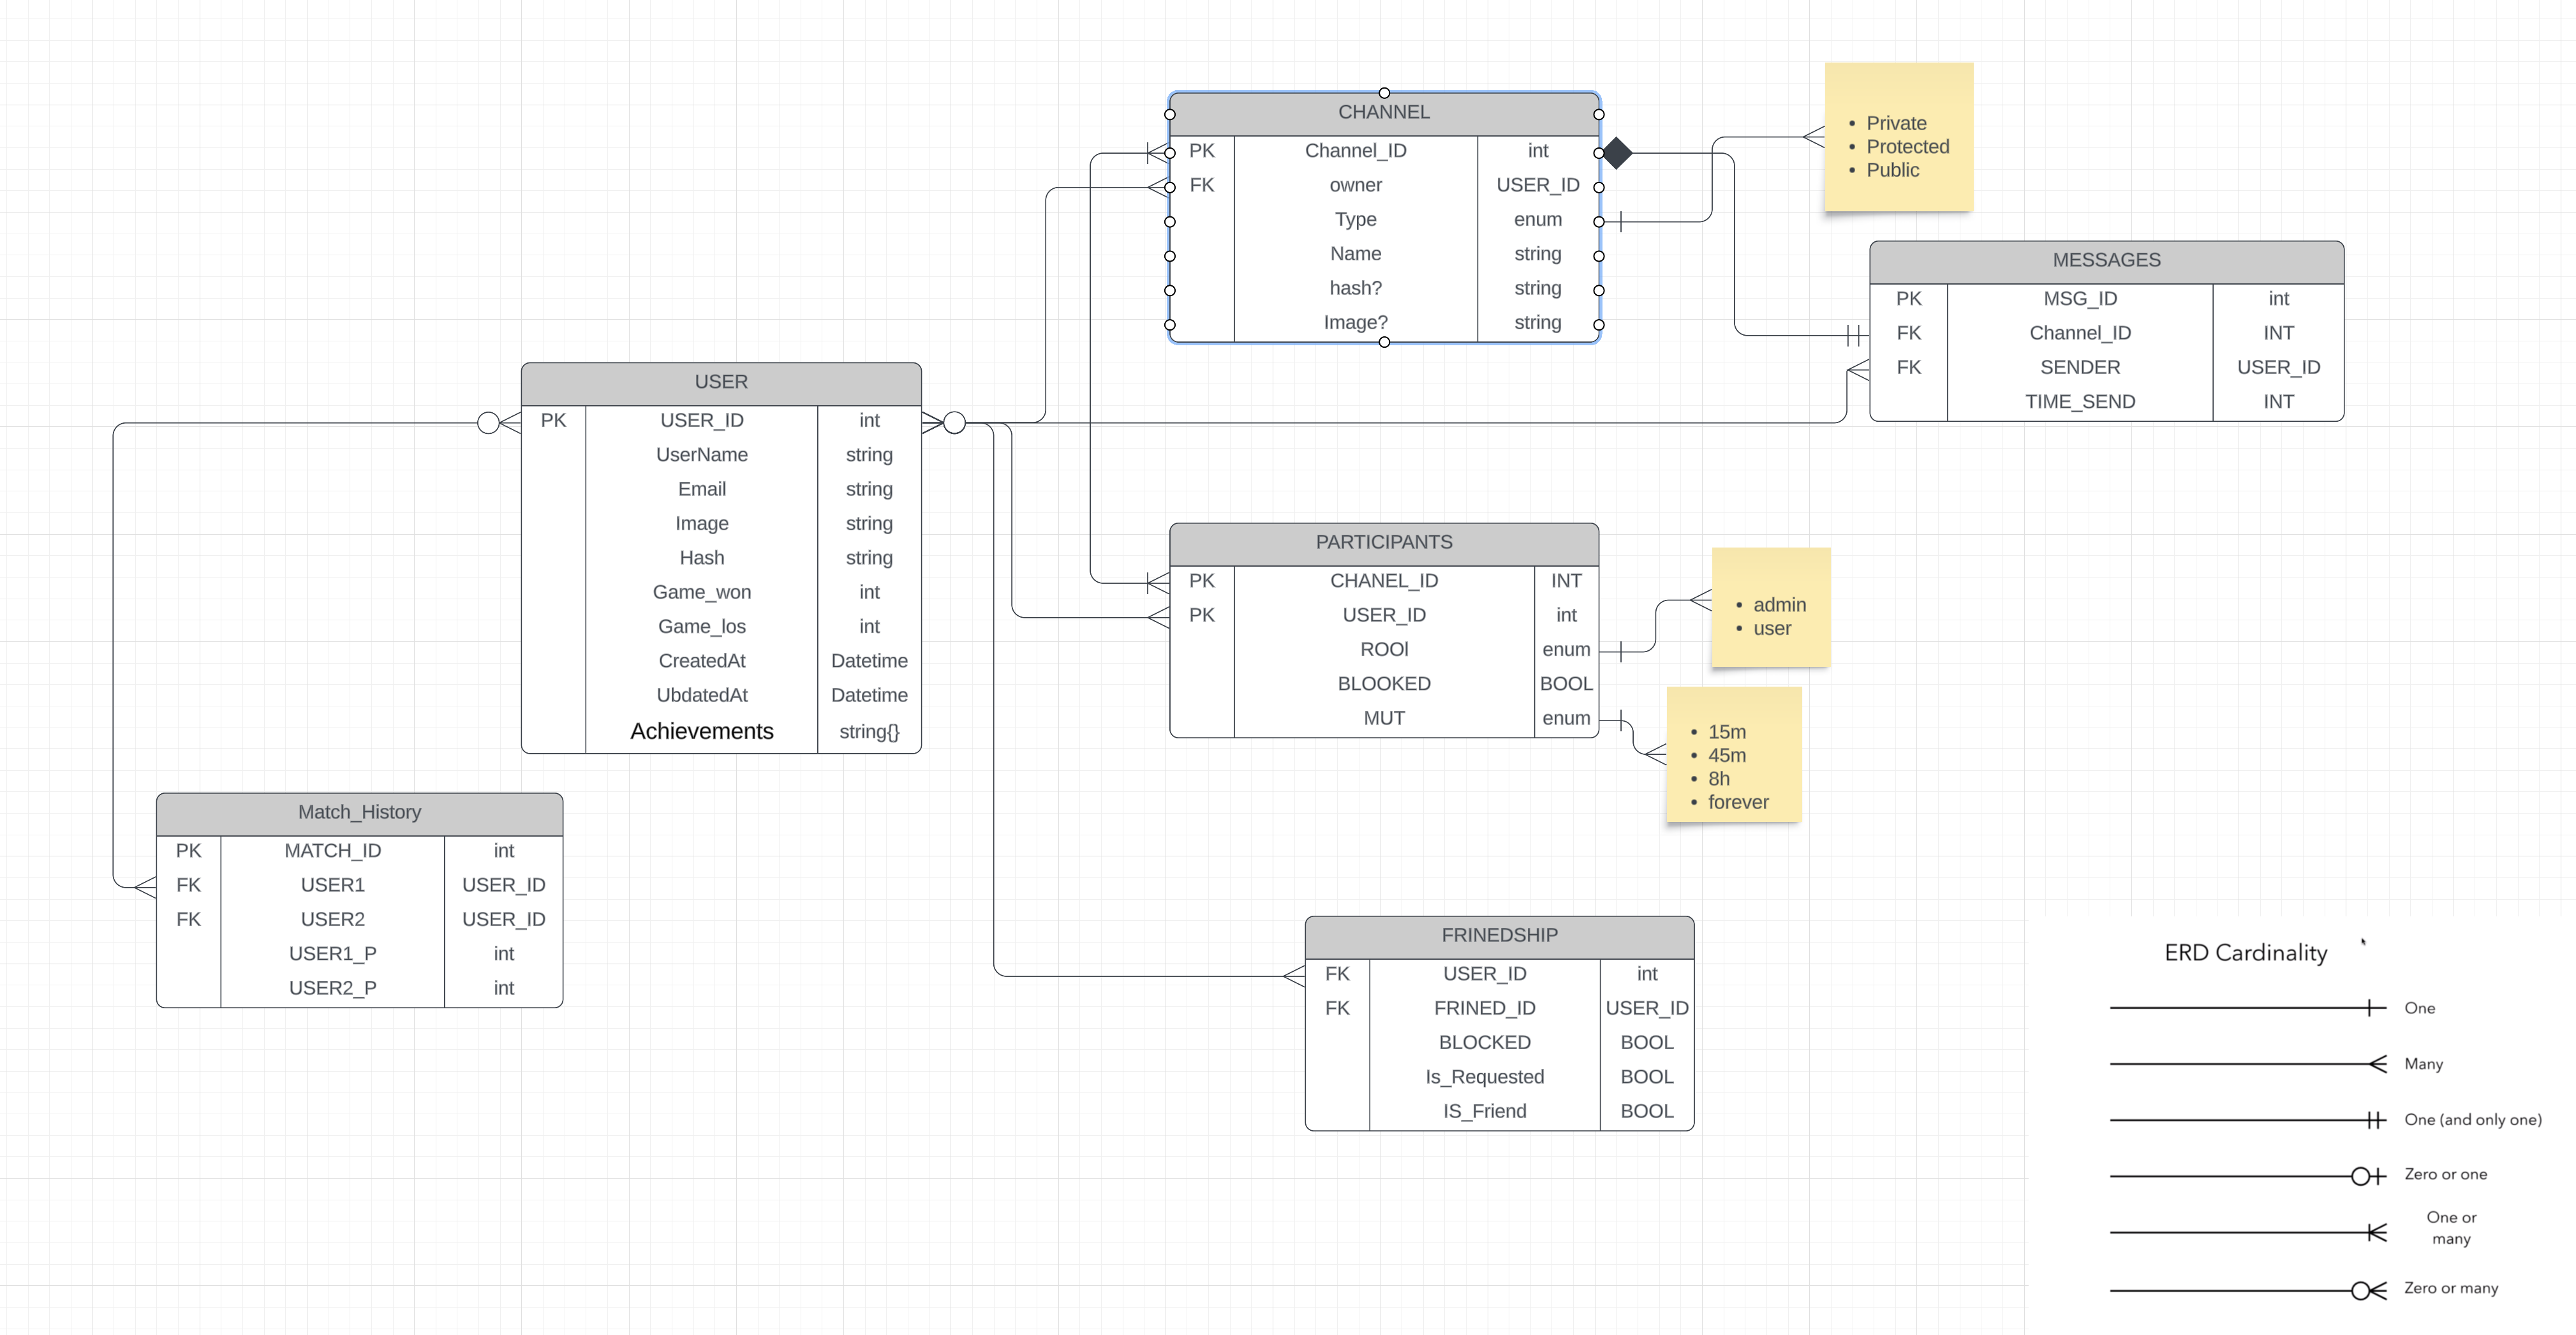 CHANNEL
PK Channel_ID int
FK owner USER_ID
Type enum
Name string
hash? string
Image? string
• Private
• Protected
• Public
MESSAGES
PK MSG_ID int
FK Channel_ID INT
FK SENDER USER_ID
TIME_SEND INT
USER
PK USER_ID int
UserName string
Email string
Image string
Hash string
Game_won int
Game_los int
CreatedAt Datetime
UbdatedAt Datetime
Achievements string{}
PARTICIPANTS
PK CHANEL_ID INT
PK USER_ID int
ROOl enum
BLOOKED BOOL
MUT enum
• admin
• user
• 15m
• 45m
• 8h
• forever
Match_History
PK MATCH_ID int
FK USER1 USER_ID
FK USER2 USER_ID
USER1_P int
USER2_P int
FRINEDSHIP
FK USER_ID int
FK FRINED_ID USER_ID
BLOCKED BOOL
Is_Requested BOOL
IS_Friend BOOL
ERD Cardinality
One
Many
One (and only one)
Zero or one
One or
many
Zero or many